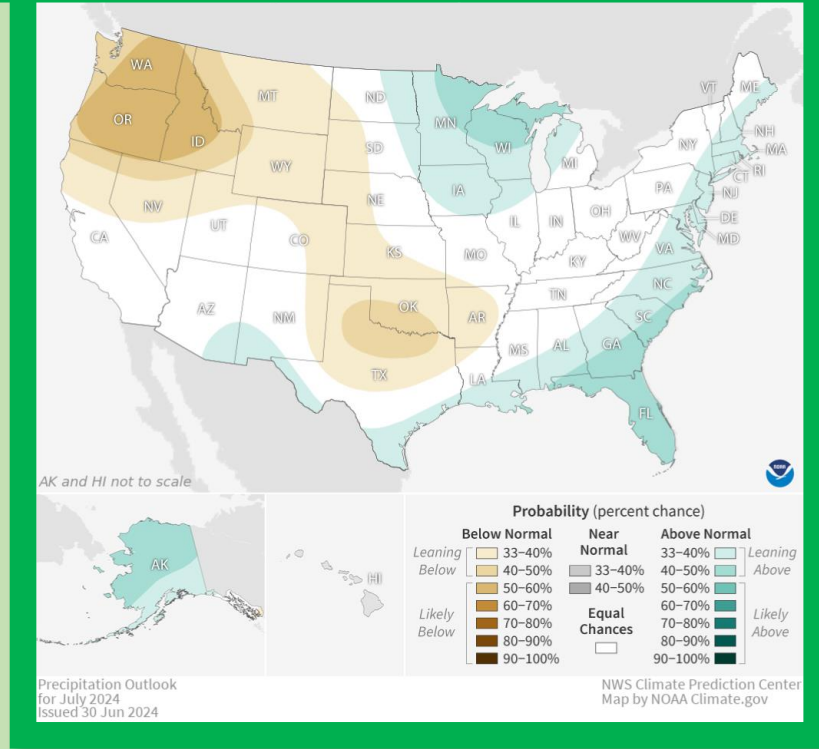 WA
MT
ND
MN
VT
ME
OR
ID
SD
WI
MI
NY
NH
MA
WY
IA
PA
CT
RI
NV
NE
NJ
UT
IL
IN
OH
DE
CA
CO
KS
MO
WV
VA
MD
KY
AZ
NM
OK
AR
TN
NC
SC
TX
MS
AL
GA
LA
FL
AK and HI not to scale
NOAA
AK
HI
Probability (percent chance)
Below Normal
Leaning Below
33–40%
40–50%
50–60%
Likely Below
60–70%
70–80%
80–90%
90–100%
Near Normal
33–40%
40–50%
Equal Chances
Above Normal
33–40%
Leaning Above
40–50%
50–60%
60–70%
Likely Above
70–80%
80–90%
90–100%
Precipitation Outlook
for July 2024
Issued 30 Jun 2024
NWS Climate Prediction Center
Map by NOAA Climate.gov